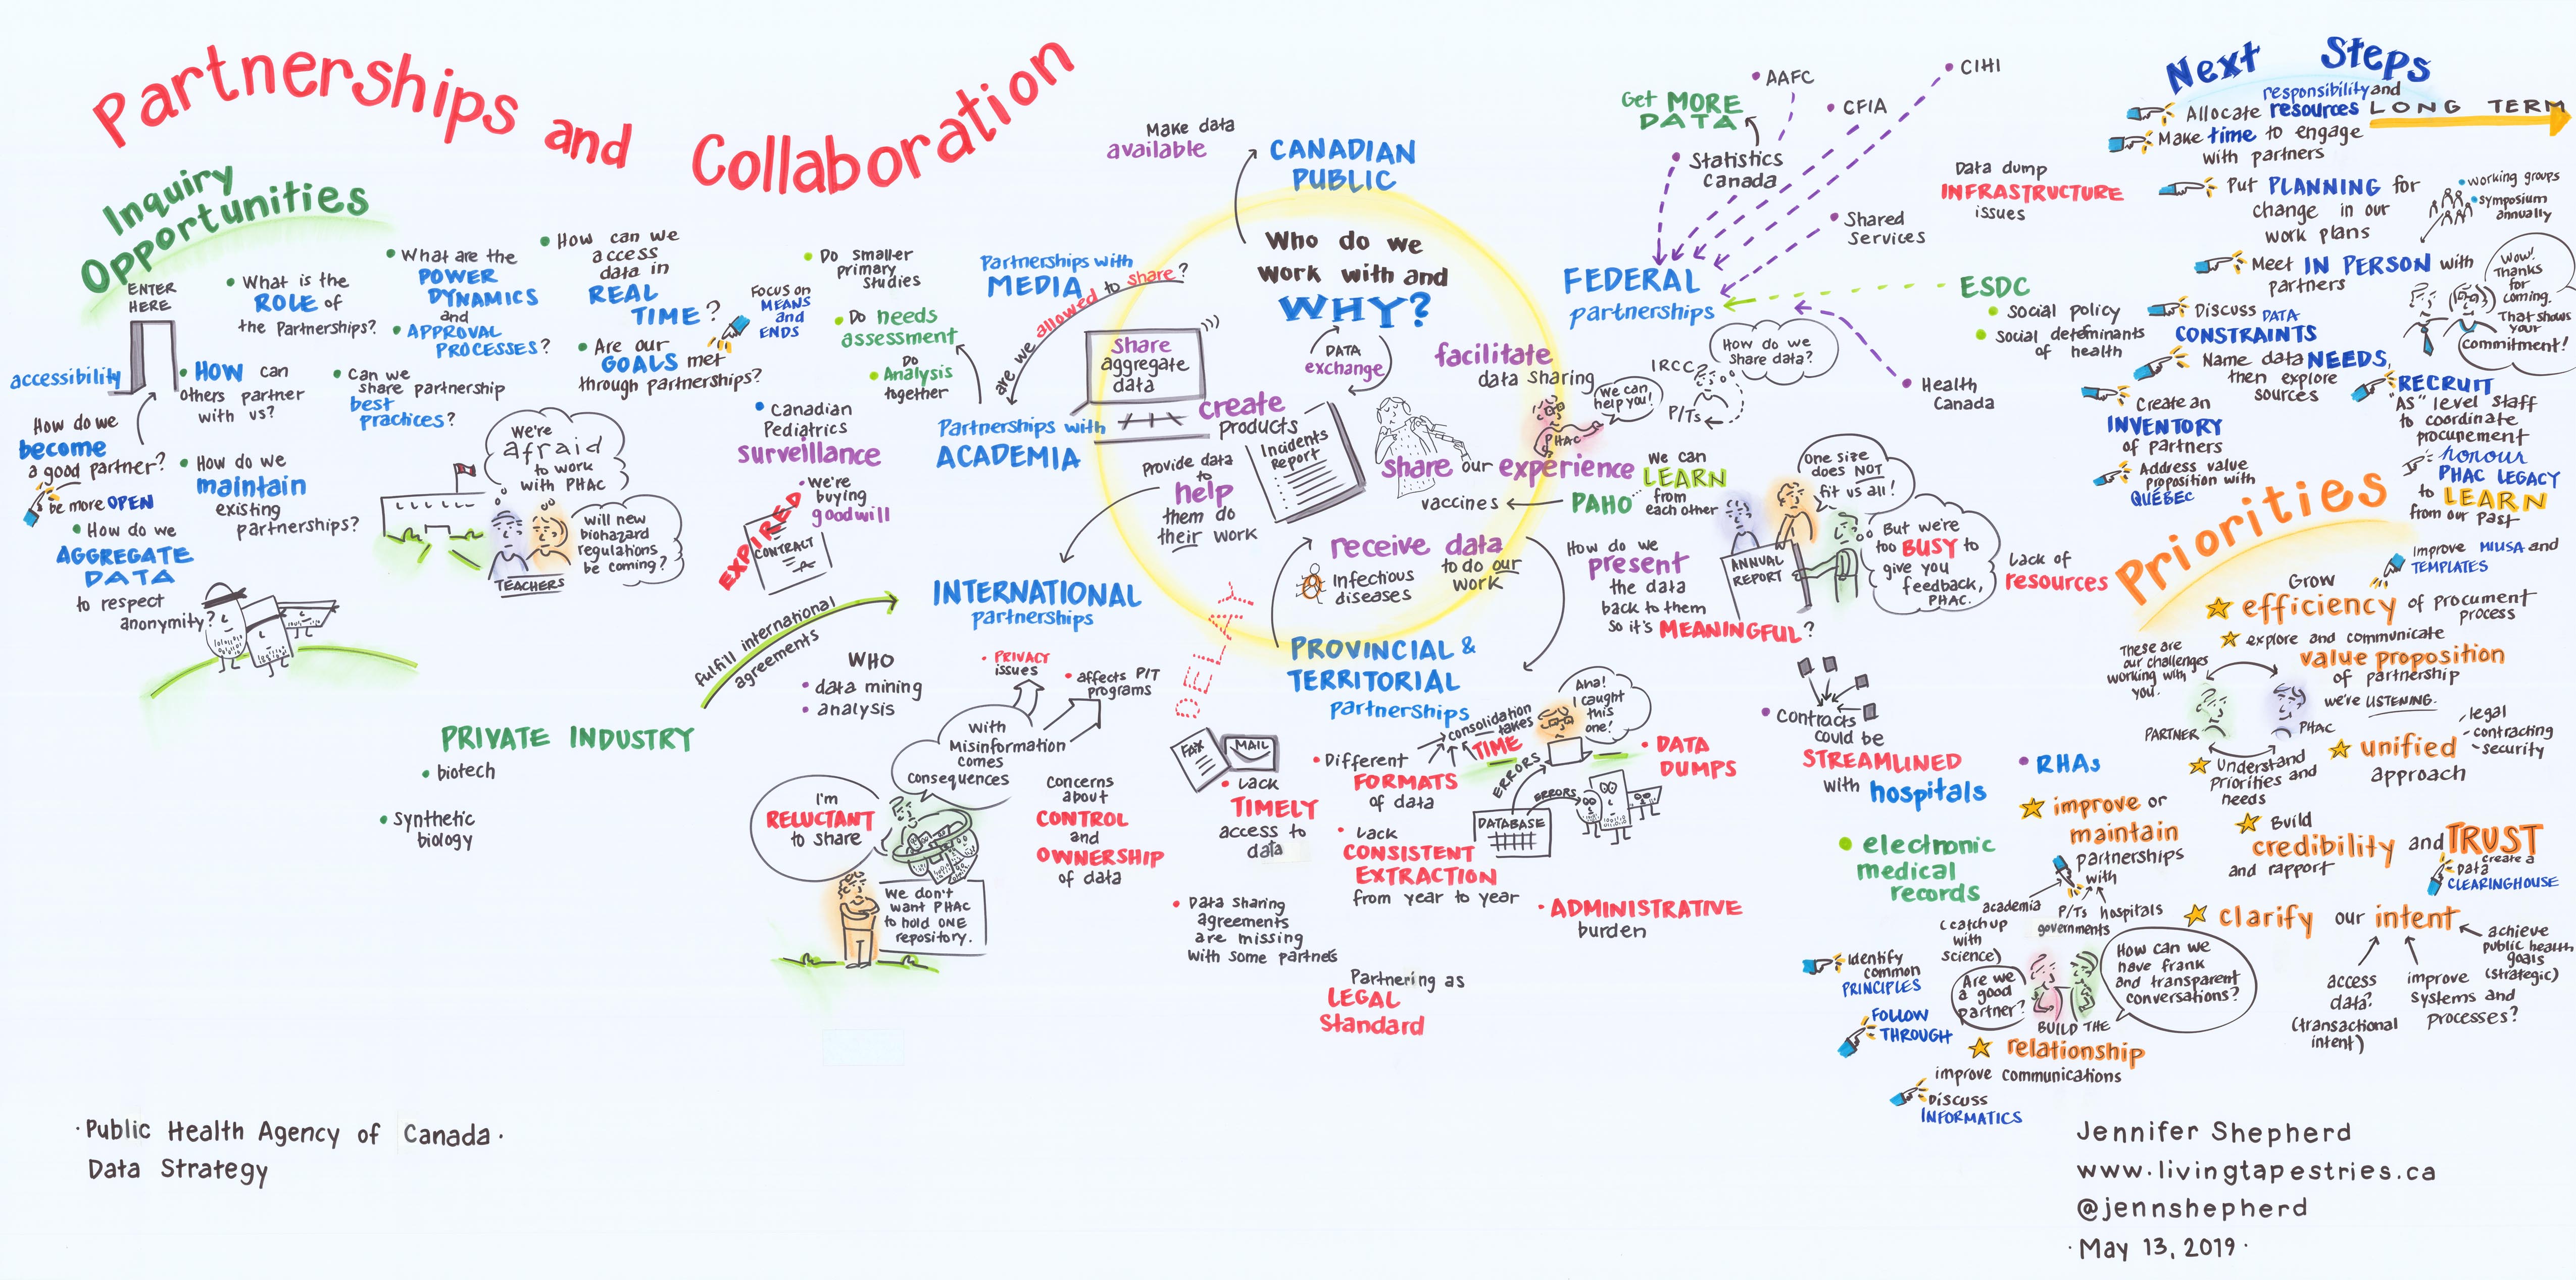 Partnerships and Collaboration
Inquiry
Opportunities
ENTER
HERE
accessibility
How do we
become
a good partner?
be more OPEN
• What is the
ROLE of
the Partnerships?
• HOW can
others partner
with us?
• How do we
maintain
existing
partnerships?
• How do we
AGGREGATE
DATA
to respect
anonymity?
• What are the
POWER
DYNAMICS
and
• APPROVAL
PROCESSES?
• Can we
share partnership
best
practices?
• How can we
access
data in
REAL
TIME?
• Are our
GOALS met
through partnerships?
Focus on
MEANS
and
ENDS
We're
afraid
to work
with PHAC
Will new
biohazard
regulations
be coming?
TEACHERS
• Do smaller
primary
studies
• Do needs
assessment
Do
• Analysis
together
• Canadian
Pediatrics
surveillance
• We're
buying
goodwill
EXPIRED
CONTRACT
Partnerships with
MEDIA
are we allowed to share?
Partnerships with
ACADEMIA
fulfill international
agreements
INTERNATIONAL
partnerships
WHO
• data mining
• analysis
PRIVATE INDUSTRY
• biotech
• Synthetic
biology
Make data
available
CANADIAN
PUBLIC
Who do we
work with and
WHY?
DATA
exchange
share
aggregate
data
create
products
Incidents
Report
facilitate
data sharing
share our experience
Provide data
to
help
them do
their work
receive data
to do our
work
Infectious
diseases
vaccines
PAHO
We can
LEARN
from
each other
PHAC
We can
help you!
IRCC
P/Ts
How do we
share data?
Get MORE
DATA
• AAFC
• CFIA
• CIHI
• Statistics
Canada
• Shared
Services
FEDERAL
partnerships
Data dump
INFRASTRUCTURE
issues
ESDC
• Social policy
• Social determinants
of health
• Health
Canada
How do we
present
the data
back to them
so it's MEANINGFUL?
ANNUAL
REPORT
One size
does NOT
fit us all!
But we're
too BUSY to
give you
feedback,
PHAC.
Lack of
resources
PROVINCIAL &
TERRITORIAL
Partnerships
DELAY
• PRIVACY
issues
• affects P/T
programs
With
Misinformation
comes
consequences
I'm
RELUCTANT
to share
We don't
want PHAC
to hold ONE
repository.
Concerns
about
CONTROL
and
OWNERSHIP
of data
FAX
MAIL
• Lack
TIMELY
access to
data
• Data sharing
agreements
are missing
with some partners
• Different
FORMATS
of data
consolidation
takes
TIME
• Lack
CONSISTENT
EXTRACTION
from year to year
Aha!
I caught
this
one!
ERRORS
ERRORS
DATABASE
• DATA
DUMPS
• ADMINISTRATIVE
burden
Partnering as
LEGAL
Standard
• Contracts
could be
STREAMLINED
with hospitals
• RHAs
• electronic
medical
records
Next Steps
Allocate responsibility and
resources LONG TERM
Make time to engage
with partners
Put PLANNING for
change in our
work plans
• working groups
• symposium
annually
Meet IN PERSON with
partners
Wow!
Thanks
for
coming.
That shows
your
commitment!
Discuss DATA
CONSTRAINTS
Name data NEEDS,
then explore
sources
Create an
INVENTORY
of partners
RECRUIT
"AS" level staff
to coordinate
procurement
Address value
proposition with
QUÉBEC
honour
PHAC LEGACY
to LEARN
from our past
Priorities
Improve MIUSA and
TEMPLATES
Grow
efficiency of procument
process
explore and communicate
value proposition
of partnership
These are
our challenges
working with
you.
we're LISTENING.
PARTNER
PHAC
Understand
Priorities and
needs
unified
approach
- legal
- contracting
- security
improve or
maintain
partnerships
with
academia
(catch up
with
science)
P/Ts
governments
hospitals
Build
credibility and TRUST
and rapport
create a
Data
CLEARINGHOUSE
clarify our intent
access
data?
(transactional
intent)
improve
systems and
processes?
achieve
public health
goals
(strategic)
Identify
common
PRINCIPLES
FOLLOW
THROUGH
Are we
a good
partner?
How can we
have frank
and transparent
conversations?
BUILD THE
relationship
improve communications
Discuss
INFORMATICS
· Public Health Agency of Canada ·
Data Strategy
Jennifer Shepherd
www.livingtapestries.ca
@jennshepherd
· May 13, 2019 ·